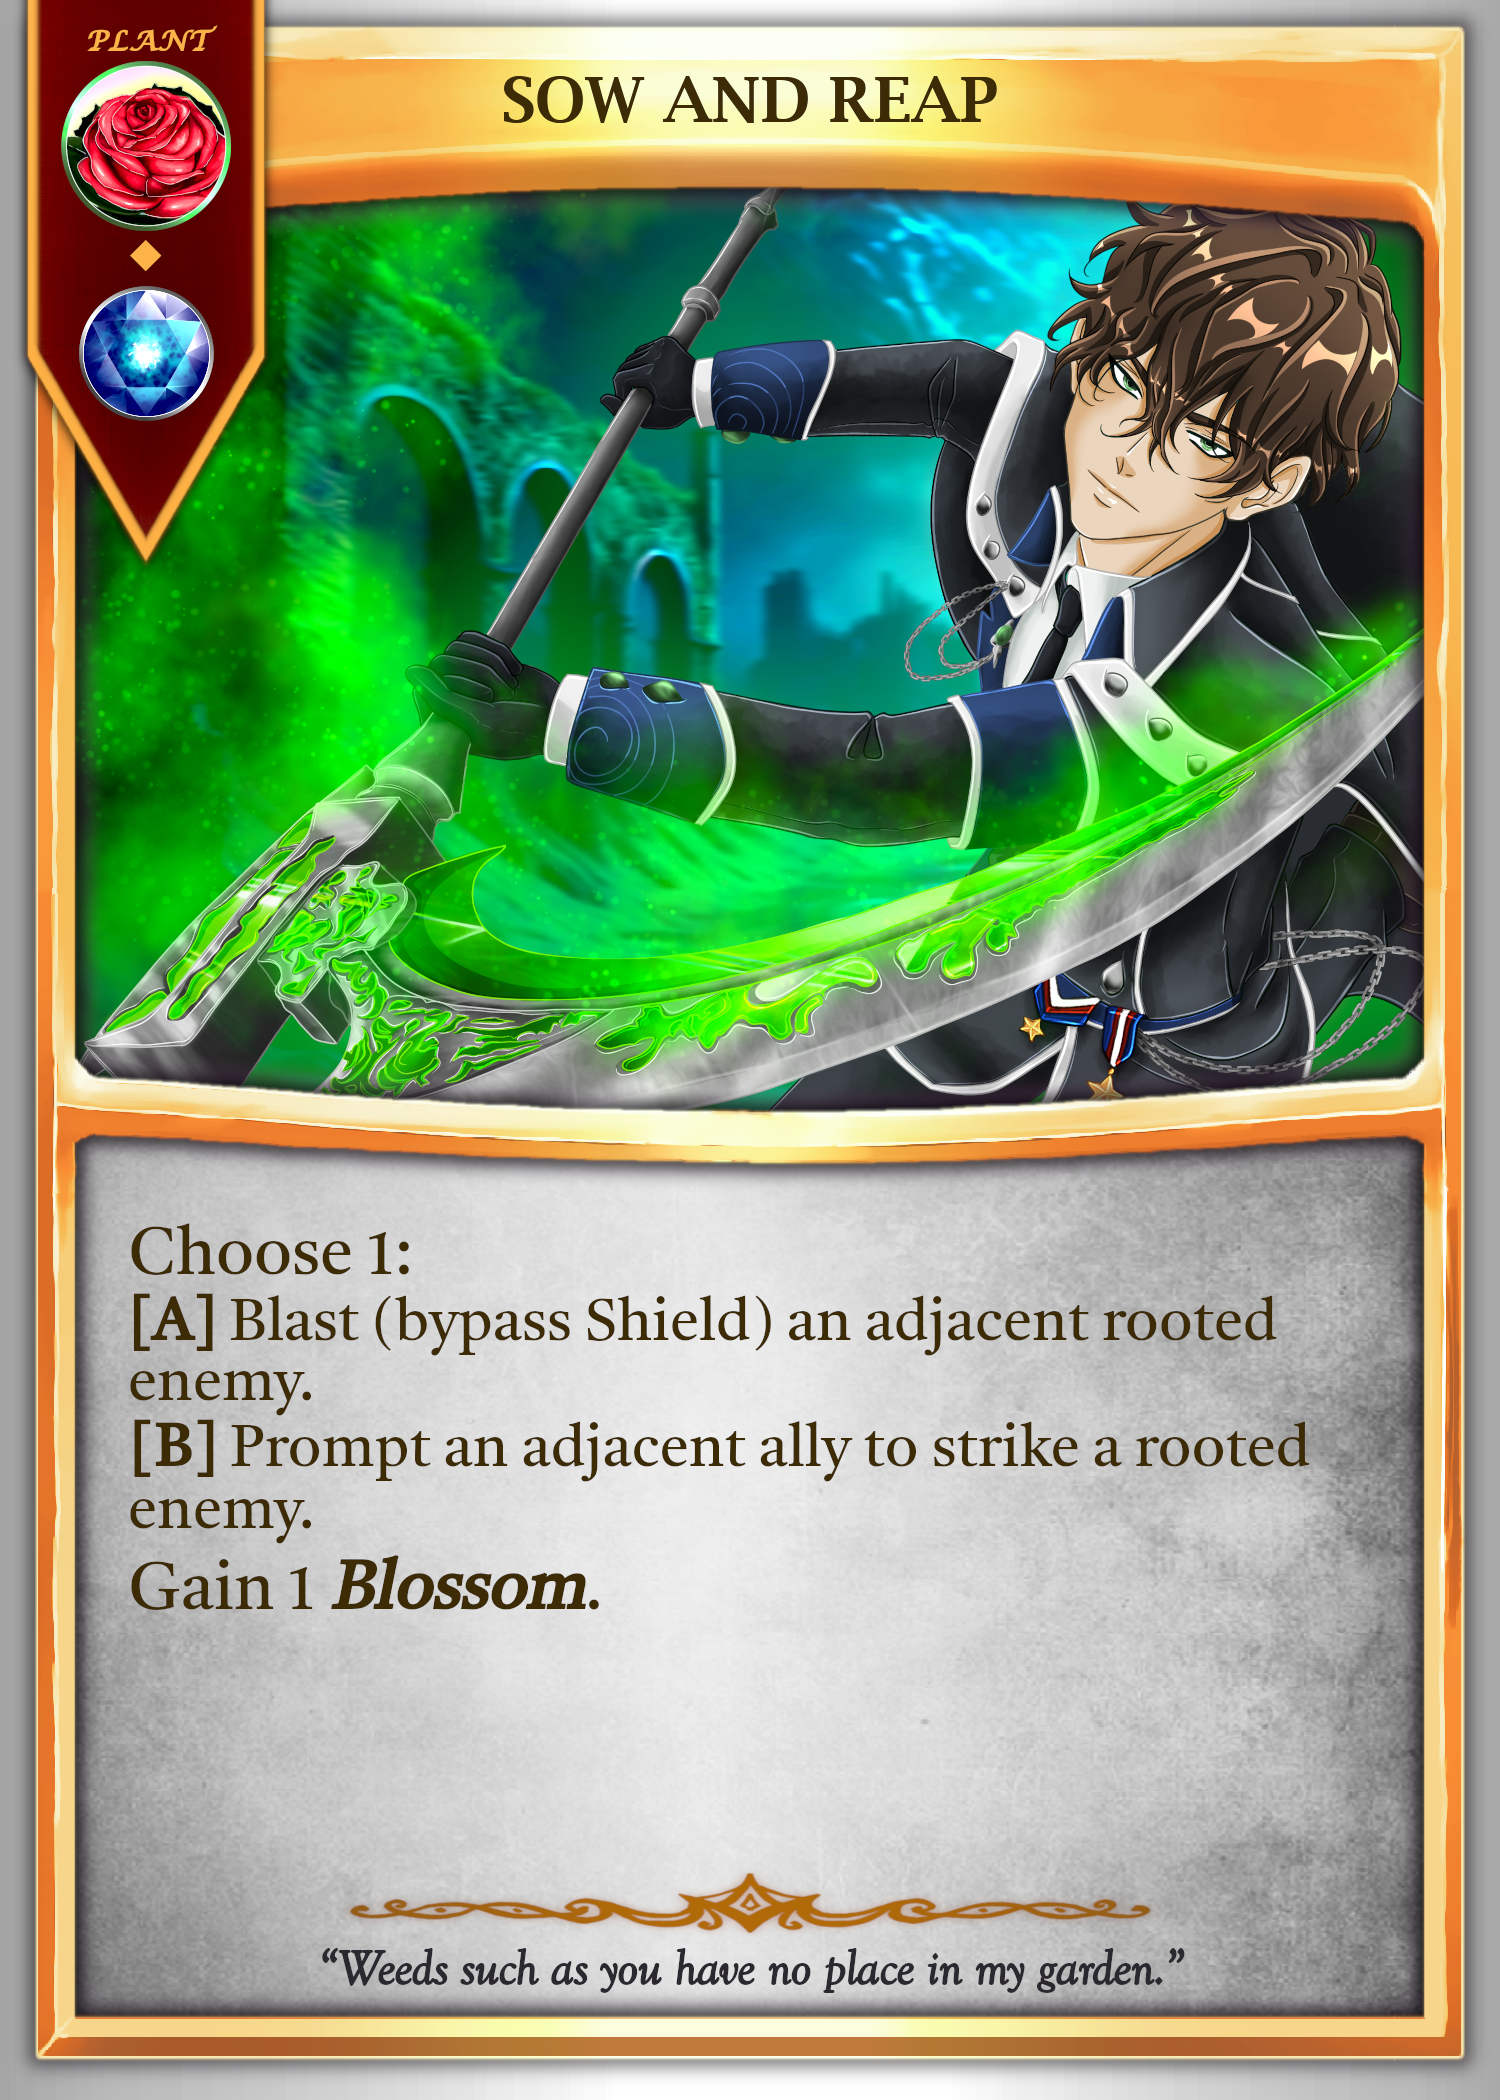 PLANT
SOW AND REAP
Choose 1:
[A] Blast (bypass Shield) an adjacent rooted
enemy.
[B] Prompt an adjacent ally to strike a rooted
enemy.
Gain 1 Blossom.
“Weeds such as you have no place in my garden.”